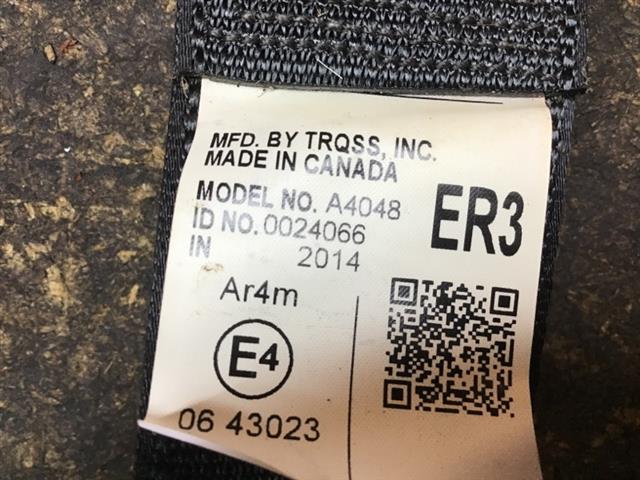 MFD. BY TRQSS, INC.
MADE IN CANADA
MODEL NO. A4048
ID NO. 0024066
IN 2014
ER3
Ar4m
E4
06 43023